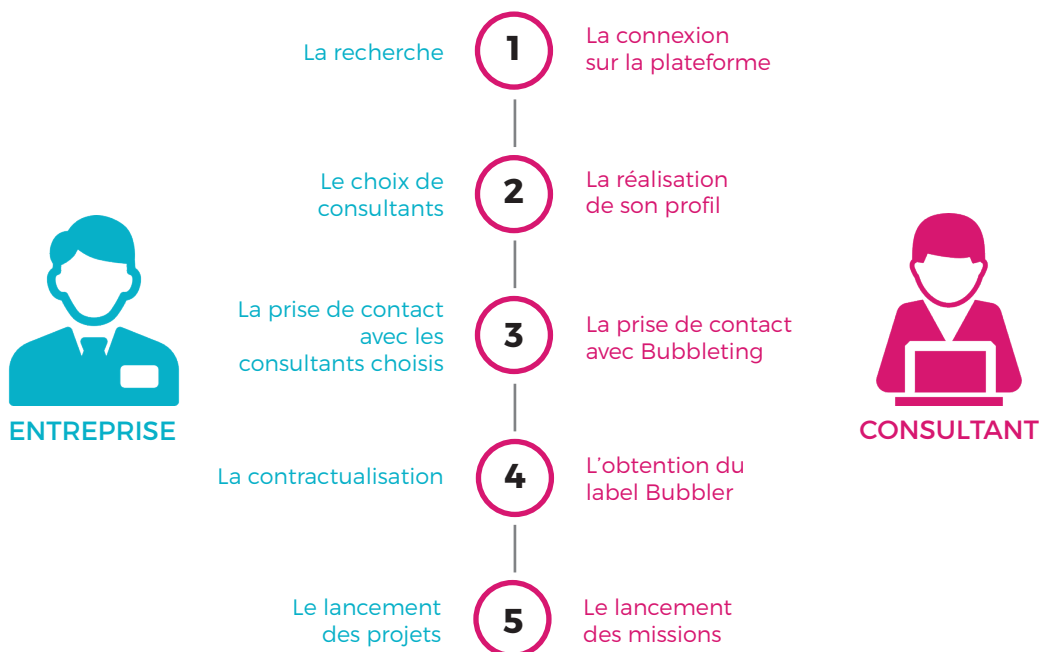 La recherche
1
La connexion
sur la plateforme
Le choix de
consultants
2
La réalisation
de son profil
La prise de contact
avec les
consultants choisis
3
La prise de contact
avec Bubbleting
ENTREPRISE
CONSULTANT
La contractualisation
4
L'obtention du
label Bubbler
Le lancement
des projets
5
Le lancement
des missions